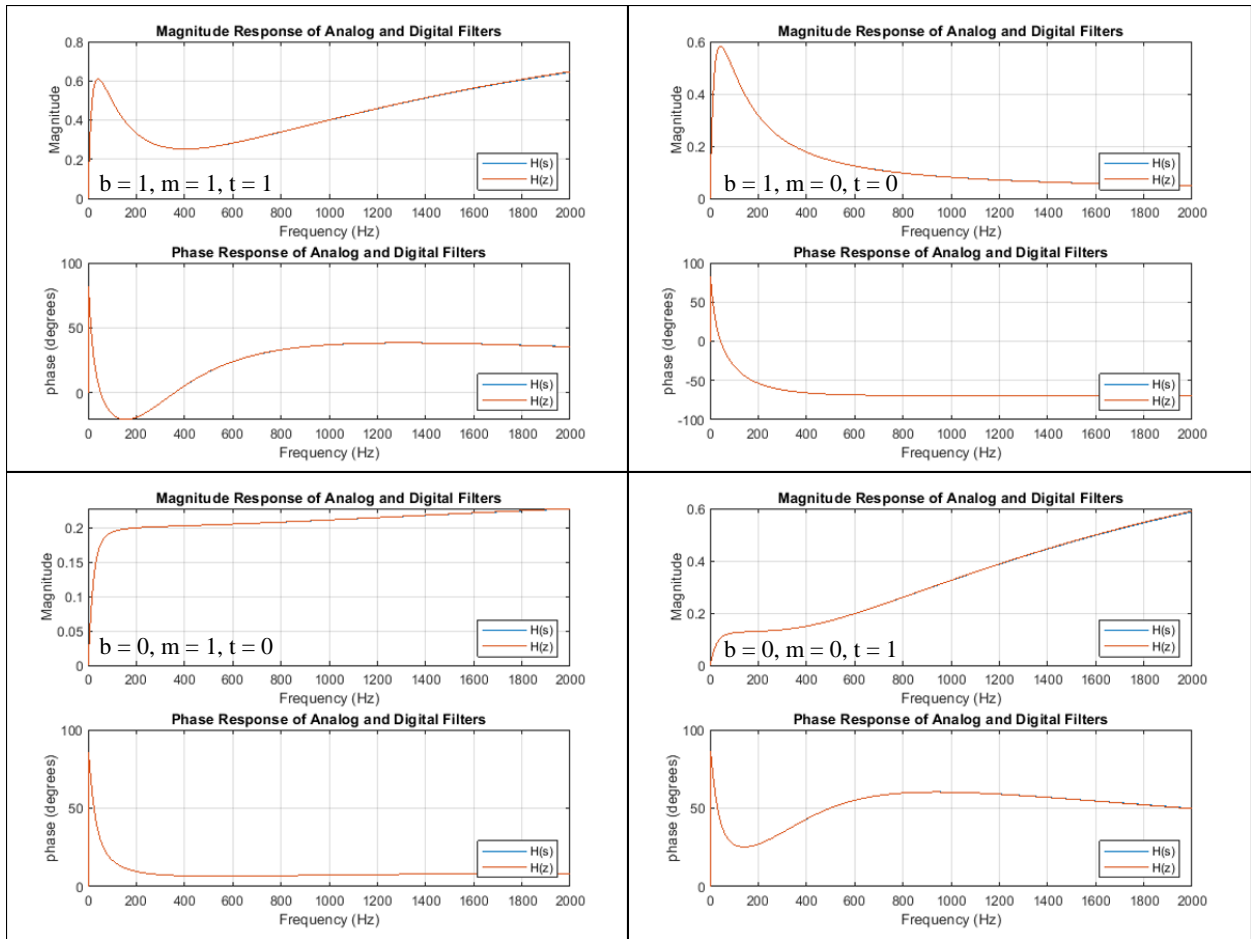 Magnitude Response of Analog and Digital Filters
0.8
0.6
0.4
0.2
0
Magnitude
H(s)
H(z)
b = 1, m = 1, t = 1
0 200 400 600 800 1000 1200 1400 1600 1800 2000
Frequency (Hz)
Phase Response of Analog and Digital Filters
100
50
0
phase (degrees)
H(s)
H(z)
0 200 400 600 800 1000 1200 1400 1600 1800 2000
Frequency (Hz)
Magnitude Response of Analog and Digital Filters
0.6
0.4
0.2
0
Magnitude
H(s)
H(z)
b = 1, m = 0, t = 0
0 200 400 600 800 1000 1200 1400 1600 1800 2000
Frequency (Hz)
Phase Response of Analog and Digital Filters
100
50
0
-50
-100
phase (degrees)
H(s)
H(z)
0 200 400 600 800 1000 1200 1400 1600 1800 2000
Frequency (Hz)
Magnitude Response of Analog and Digital Filters
0.2
0.15
0.1
0.05
0
Magnitude
H(s)
H(z)
b = 0, m = 1, t = 0
0 200 400 600 800 1000 1200 1400 1600 1800 2000
Frequency (Hz)
Phase Response of Analog and Digital Filters
100
50
0
phase (degrees)
H(s)
H(z)
0 200 400 600 800 1000 1200 1400 1600 1800 2000
Frequency (Hz)
Magnitude Response of Analog and Digital Filters
0.6
0.4
0.2
0
Magnitude
H(s)
H(z)
b = 0, m = 0, t = 1
0 200 400 600 800 1000 1200 1400 1600 1800 2000
Frequency (Hz)
Phase Response of Analog and Digital Filters
100
50
0
phase (degrees)
H(s)
H(z)
0 200 400 600 800 1000 1200 1400 1600 1800 2000
Frequency (Hz)